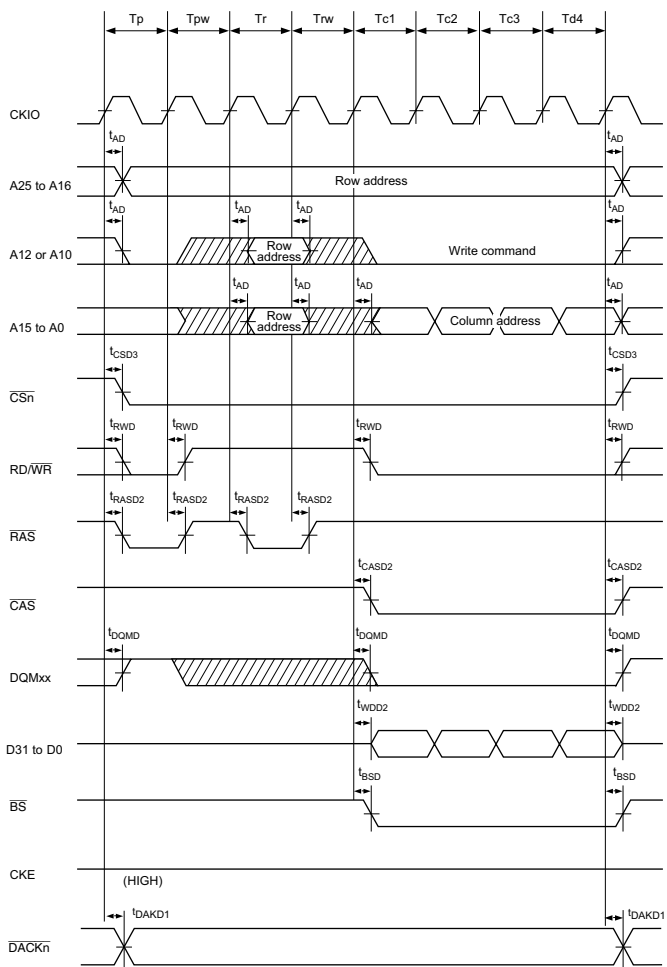 Tp Tpw Tr Trw Tc1 Tc2 Tc3 Td4
CKIO
tAD tAD
A25 to A16 Row address
tAD tAD tAD tAD
A12 or A10 Row address Write command
tAD tAD tAD tAD
A15 to A0 Row address Column address
tCSD3 tCSD3
CSn
tRWD tRWD tRWD tRWD
RD/WR
tRASD2 tRASD2 tRASD2 tRASD2
RAS
tCASD2 tCASD2
CAS
tDQMD tDQMD tDQMD
DQMxx
tWDD2 tWDD2
D31 to D0
tBSD tBSD
BS
CKE
(HIGH)
tDAKD1 tDAKD1
DACKn